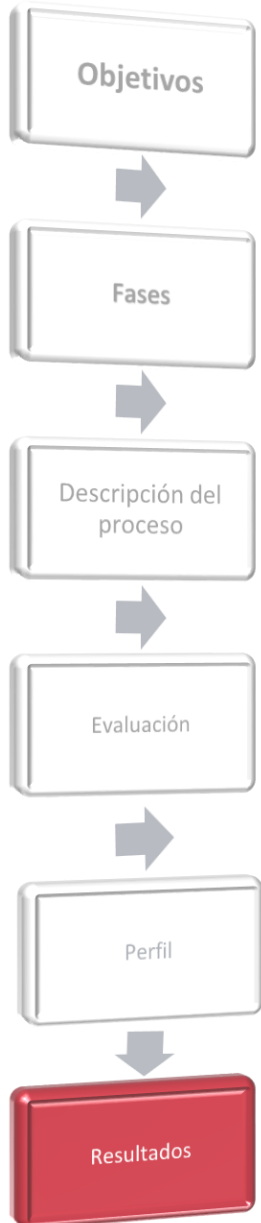 Objetivos
Fases
Descripción del
proceso
Evaluación
Perfil
Resultados